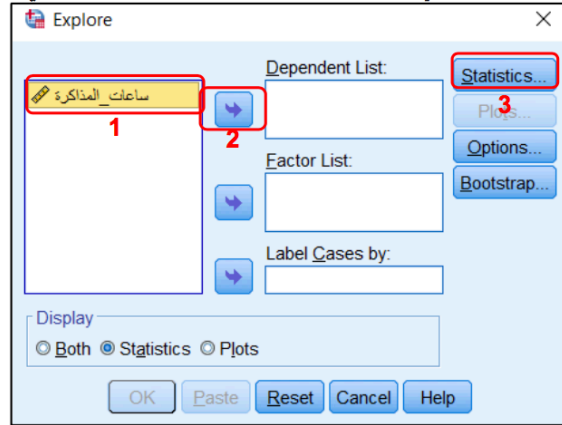 Explore
Dependent List:
Statistics...
ساعات_المذاكرة
1
2
Plots...
3
Options...
Factor List:
Bootstrap...
Label Cases by:
Display
Both Statistics Plots
OK Paste Reset Cancel Help